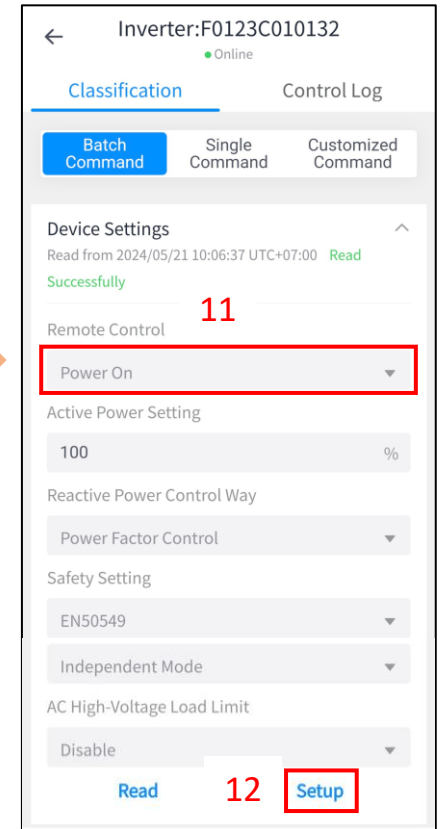 Inverter:F0123C010132
Online
Classification Control Log
Batch Command Single Command Customized Command
Device Settings
Read from 2024/05/21 10:06:37 UTC+07:00 Read
Successfully
11
Remote Control
Power On
Active Power Setting
100 %
Reactive Power Control Way
Power Factor Control
Safety Setting
EN50549
Independent Mode
AC High-Voltage Load Limit
Disable
Read 12 Setup